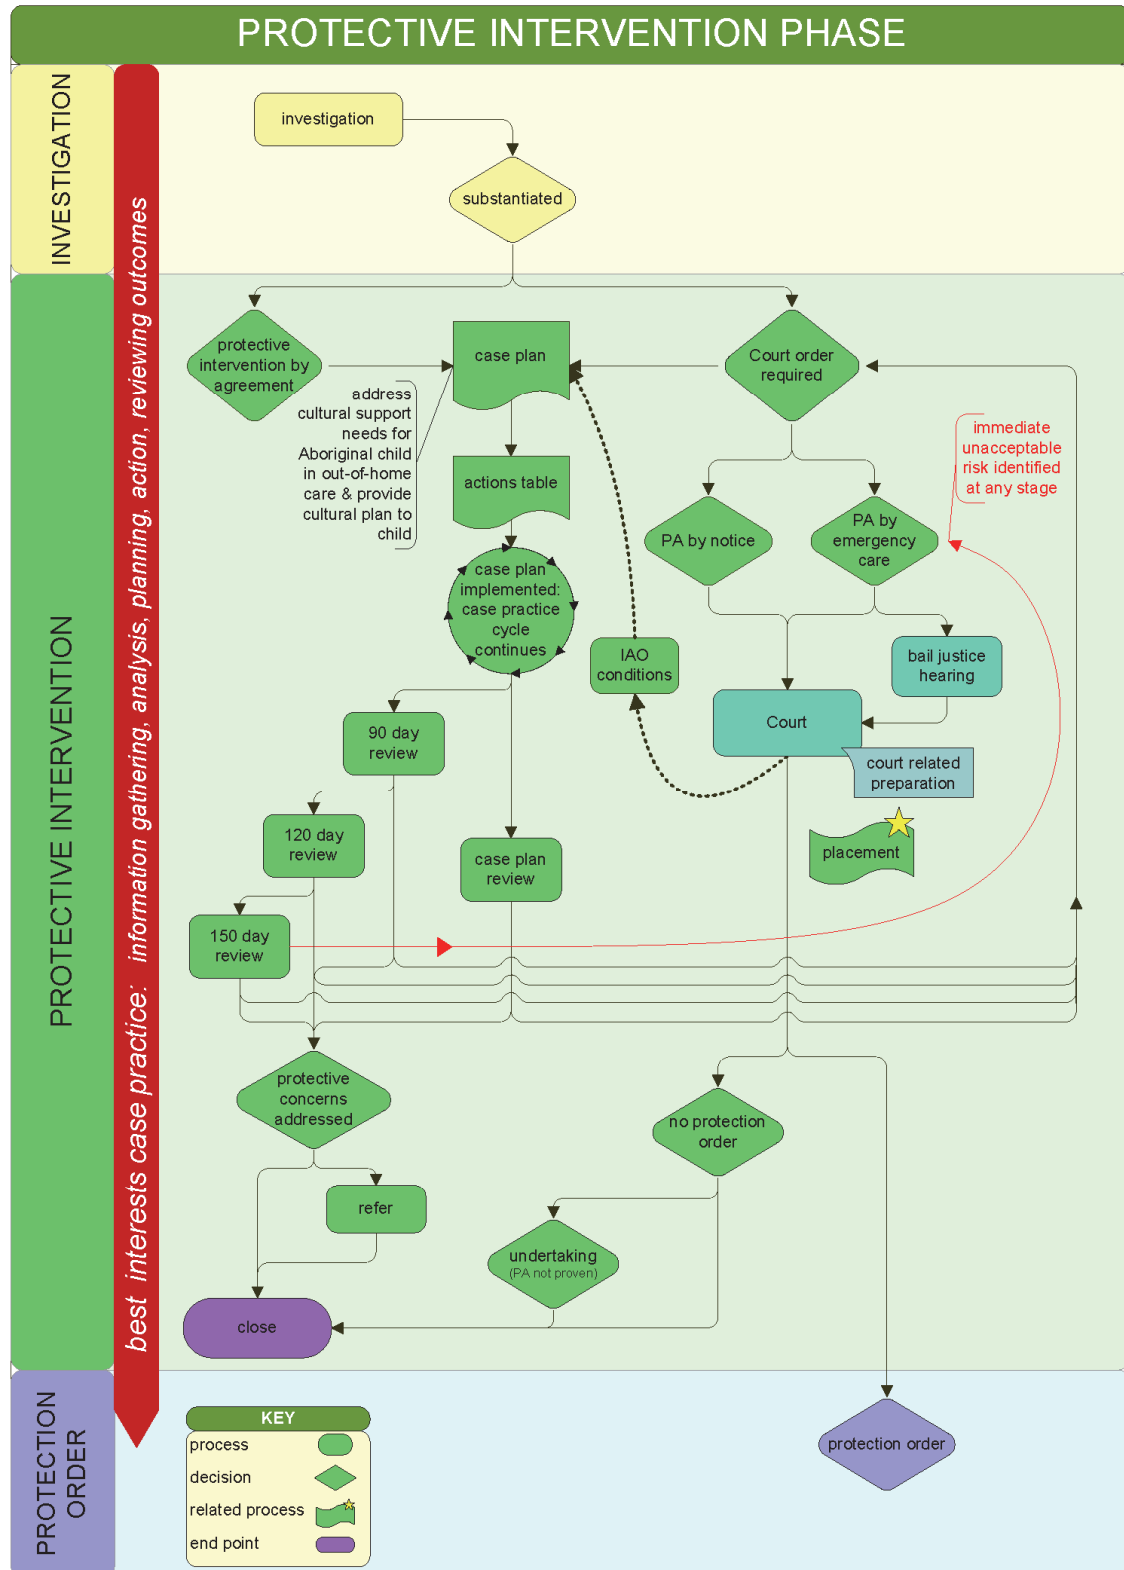 PROTECTIVE INTERVENTION PHASE
INVESTIGATION
PROTECTIVE INTERVENTION
PROTECTION
ORDER
best interests case practice: information gathering, analysis, planning, action, reviewing outcomes
investigation
substantiated
protective
intervention by
agreement
case plan
Court order
required
address
cultural support
needs for
Aboriginal child
in out-of-home
care & provide
cultural plan to
child
immediate
unacceptable
risk identified
at any stage
actions table
PA by notice
PA by
emergency
care
case plan
implemented:
case practice
cycle
continues
IAO
conditions
bail justice
hearing
90 day
review
Court
court related
preparation
120 day
review
case plan
review
placement
150 day
review
protective
concerns
addressed
no protection
order
refer
undertaking
(PA not proven)
close
protection order
KEY
process
decision
related process
end point